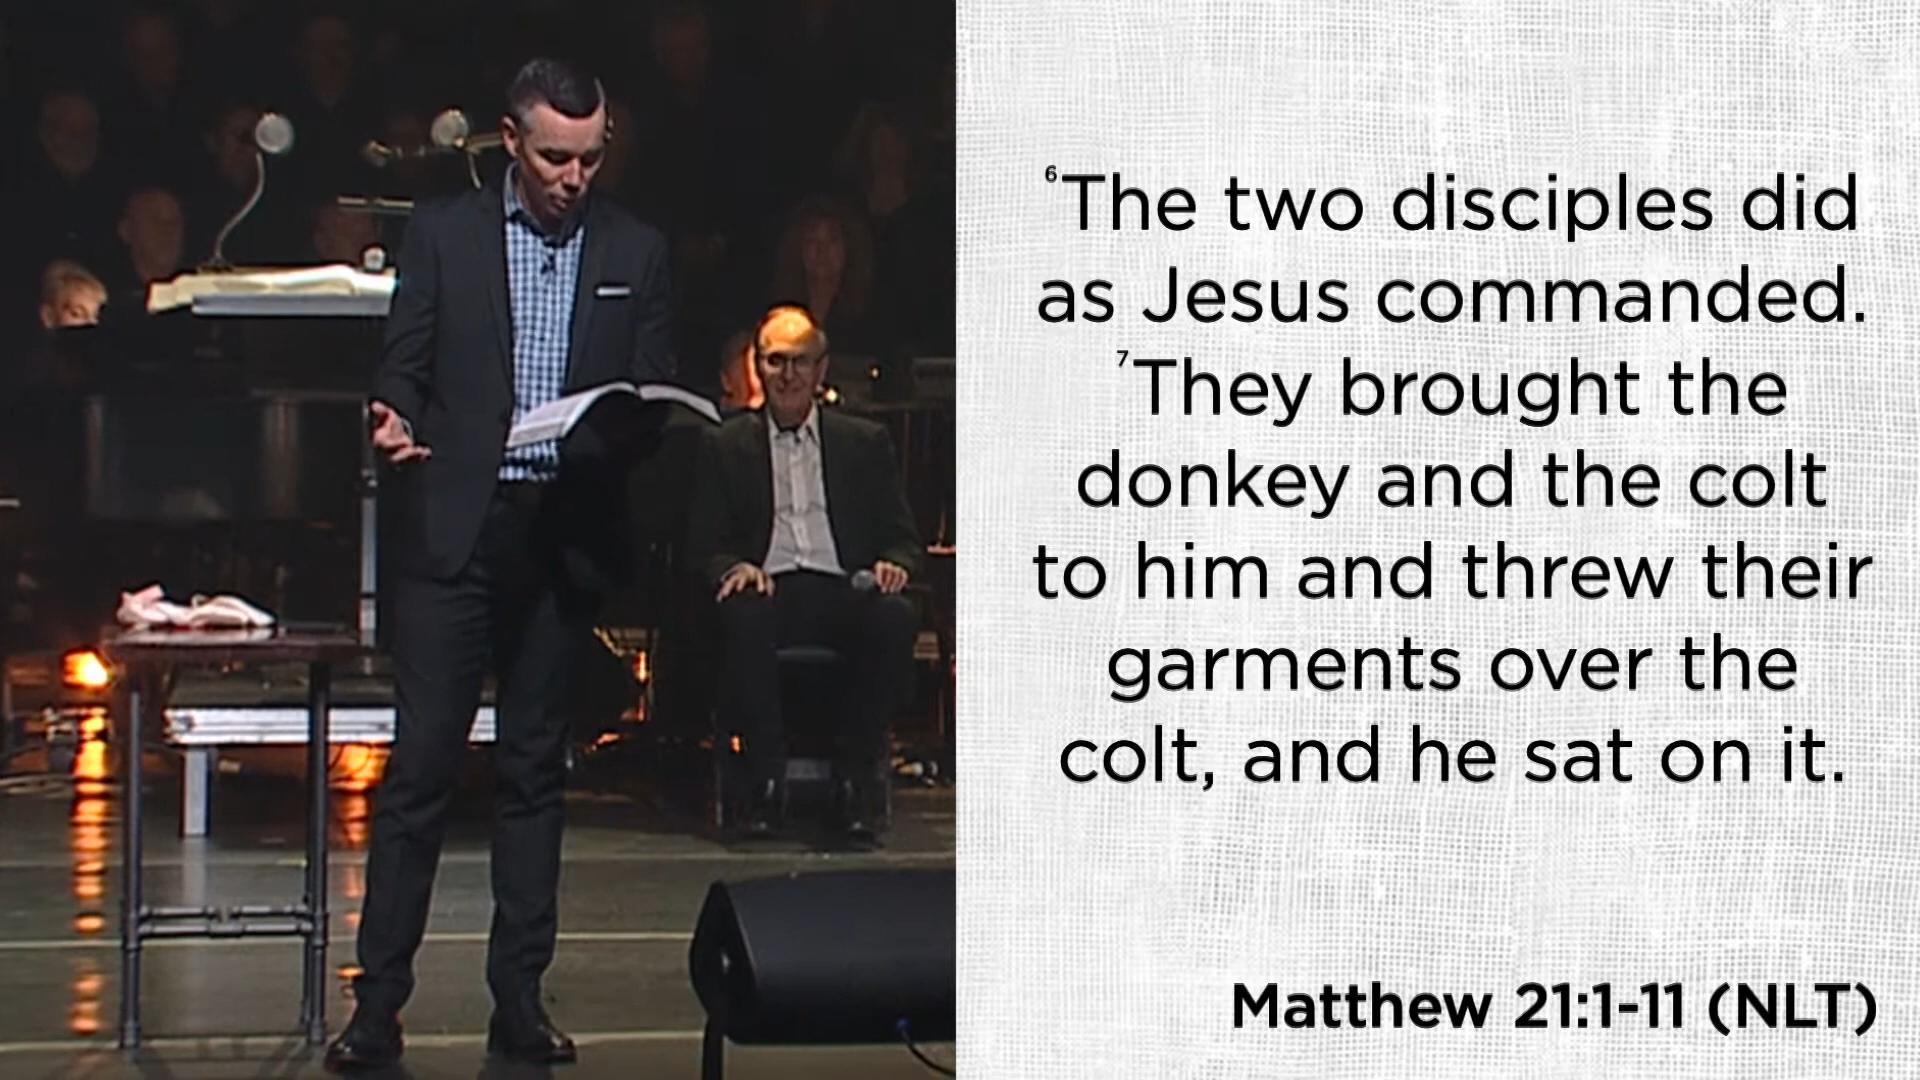 ⁶The two disciples did
as Jesus commanded.
⁷They brought the
donkey and the colt
to him and threw their
garments over the
colt, and he sat on it.
Matthew 21:1-11 (NLT)